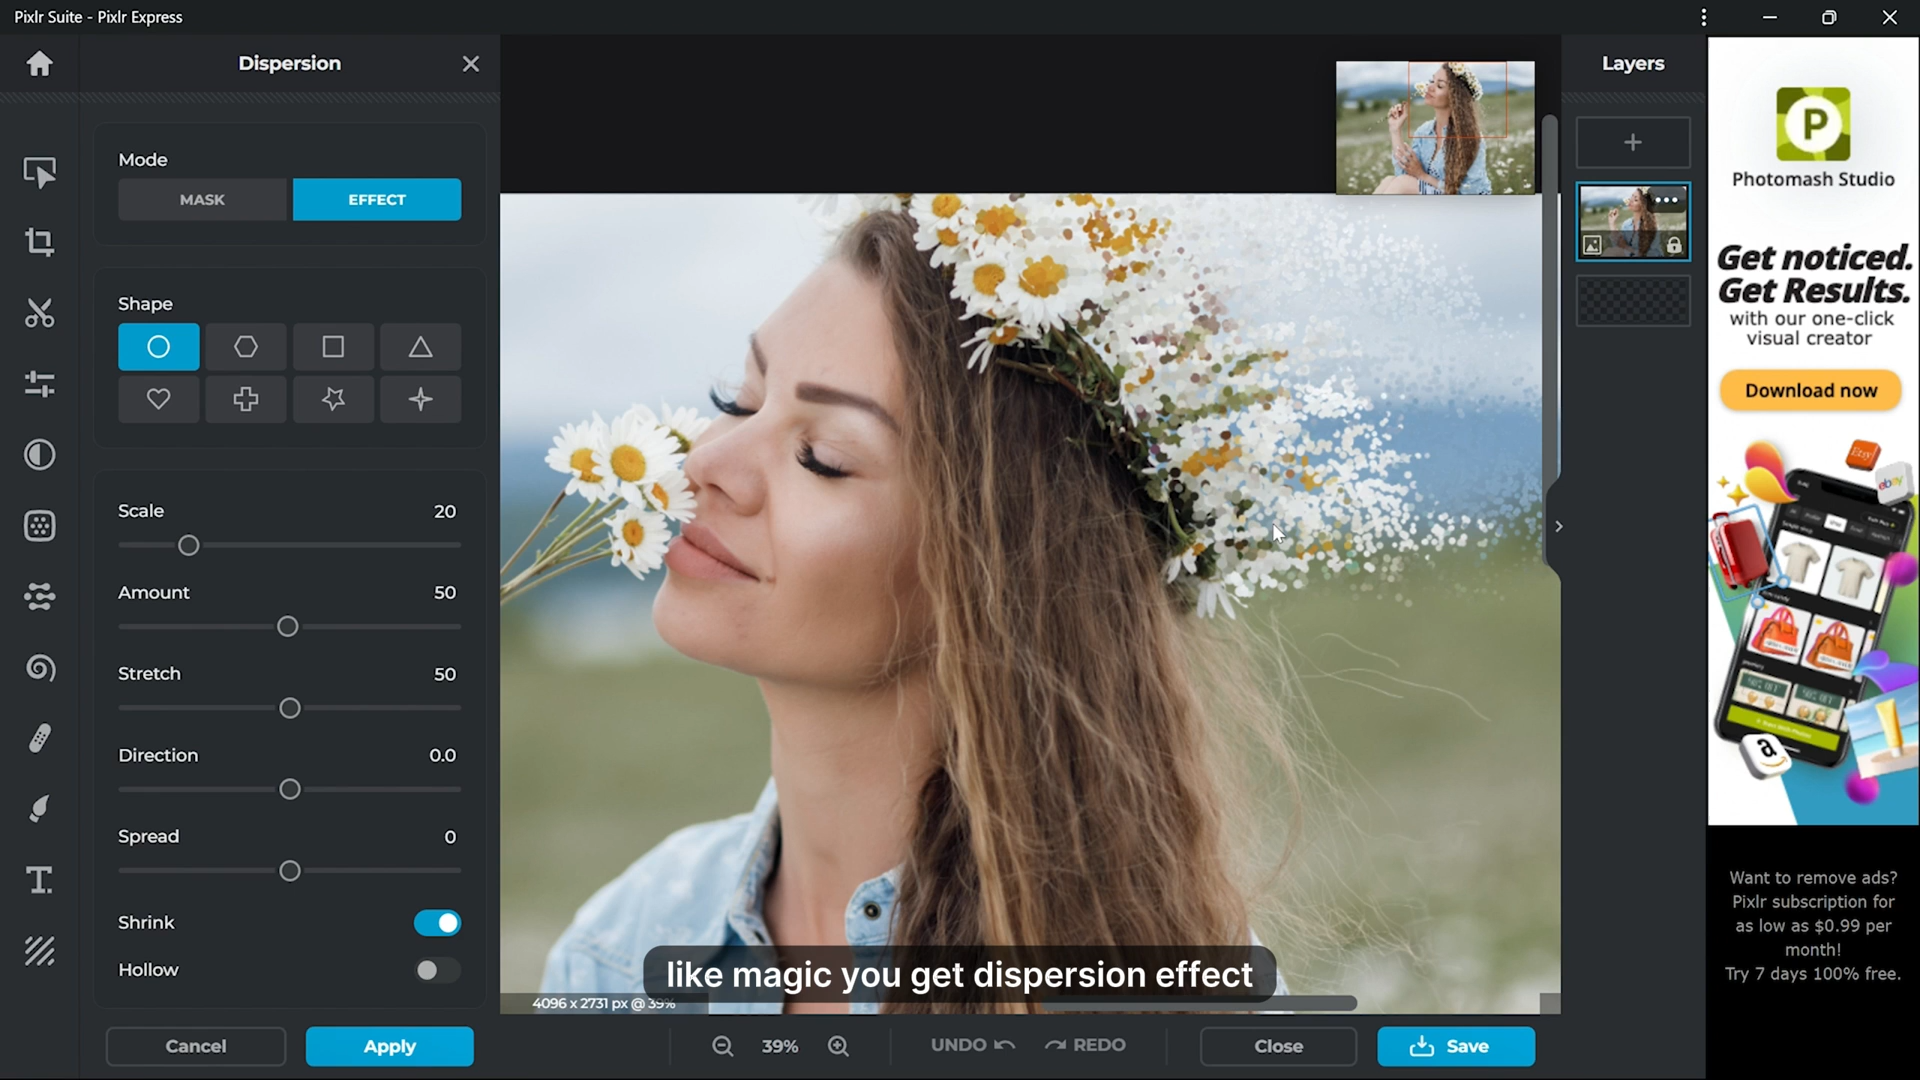 Pixlr Suite - Pixlr Express
Dispersion
Mode
MASK
EFFECT
Shape
Scale
20
Amount
50
Stretch
50
Direction
0.0
Spread
0
Shrink
Hollow
Cancel
Apply
like magic you get dispersion effect
4096 x 2731 px @ 39%
39%
UNDO
REDO
Close
Save
Layers
P
Photomash Studio
Get noticed.
Get Results.
with our one-click
visual creator
Download now
Etsy
ebay
a
Want to remove ads?
Pixlr subscription for
as low as $0.99 per
month!
Try 7 days 100% free.